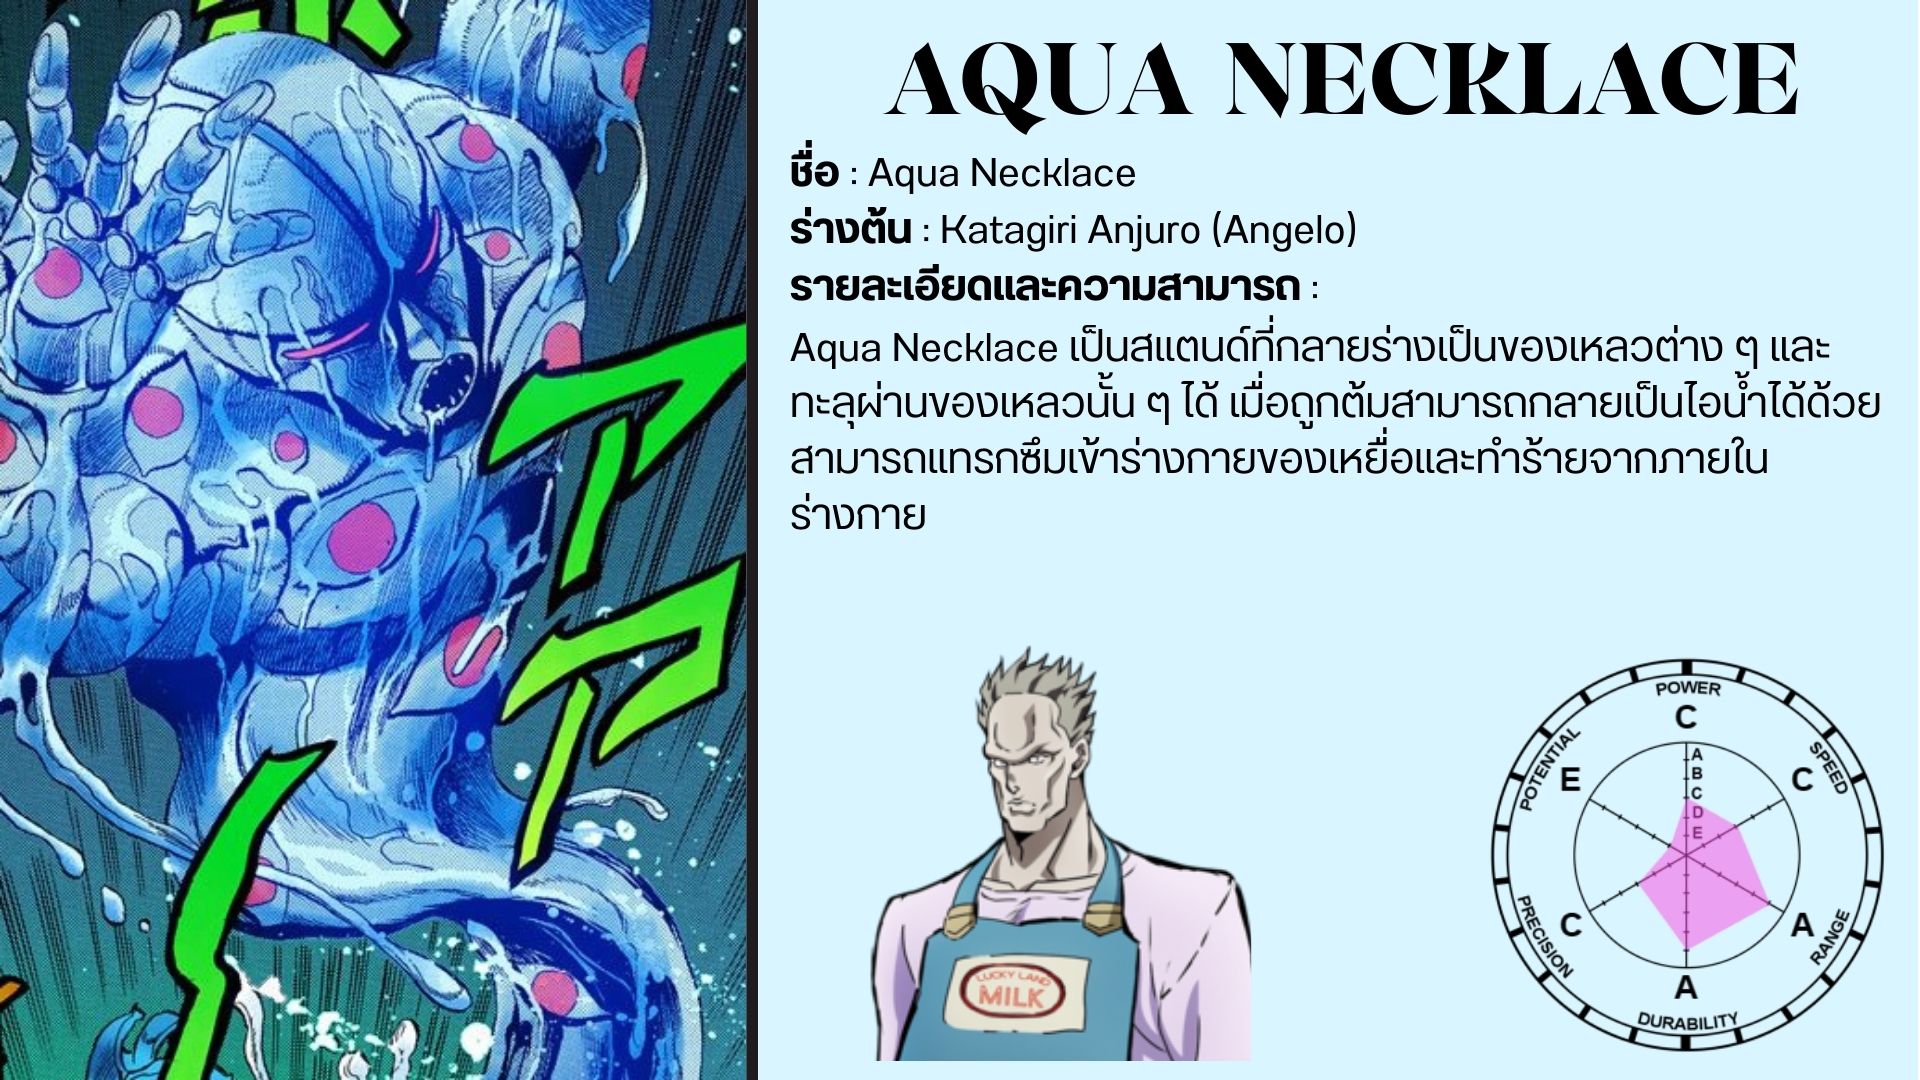 AQUA NECKLACE
ชื่อ : Aqua Necklace
ร่างต้น : Katagiri Anjuro (Angelo)
รายละเอียดและความสามารถ :
Aqua Necklace เป็นสแตนด์ที่กลายร่างเป็นของเหลวต่าง ๆ และ
ทะลุผ่านของเหลวนั้น ๆ ได้ เมื่อถูกต้มสามารถกลายเป็นไอน้ำได้ด้วย
สามารถแทรกซึมเข้าร่างกายของเหยื่อและทำร้ายจากภายใน
ร่างกาย
ア
ア
LUCKY LAND
MILK
POWER
C
SPEED
C
RANGE
A
DURABILITY
A
PRECISION
C
POTENTIAL
E
A
B
C
D
E